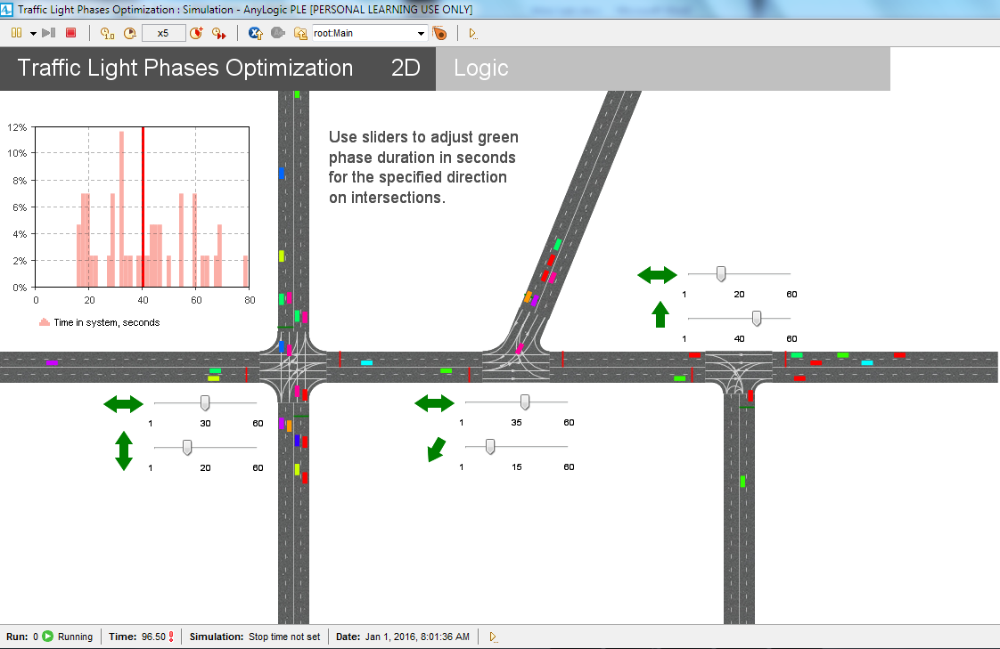 Traffic Light Phases Optimization : Simulation - AnyLogic PLE [PERSONAL LEARNING USE ONLY]
x5
root:Main
Traffic Light Phases Optimization 2D Logic
Use sliders to adjust green
phase duration in seconds
for the specified direction
on intersections.
12%
10%
8%
6%
4%
2%
0%
0 20 40 60 80
Time in system, seconds
1 20 60
1 40 60
1 30 60
1 20 60
1 35 60
1 15 60
Run: 0 Running Time: 96.50 Simulation: Stop time not set Date: Jan 1, 2016, 8:01:36 AM